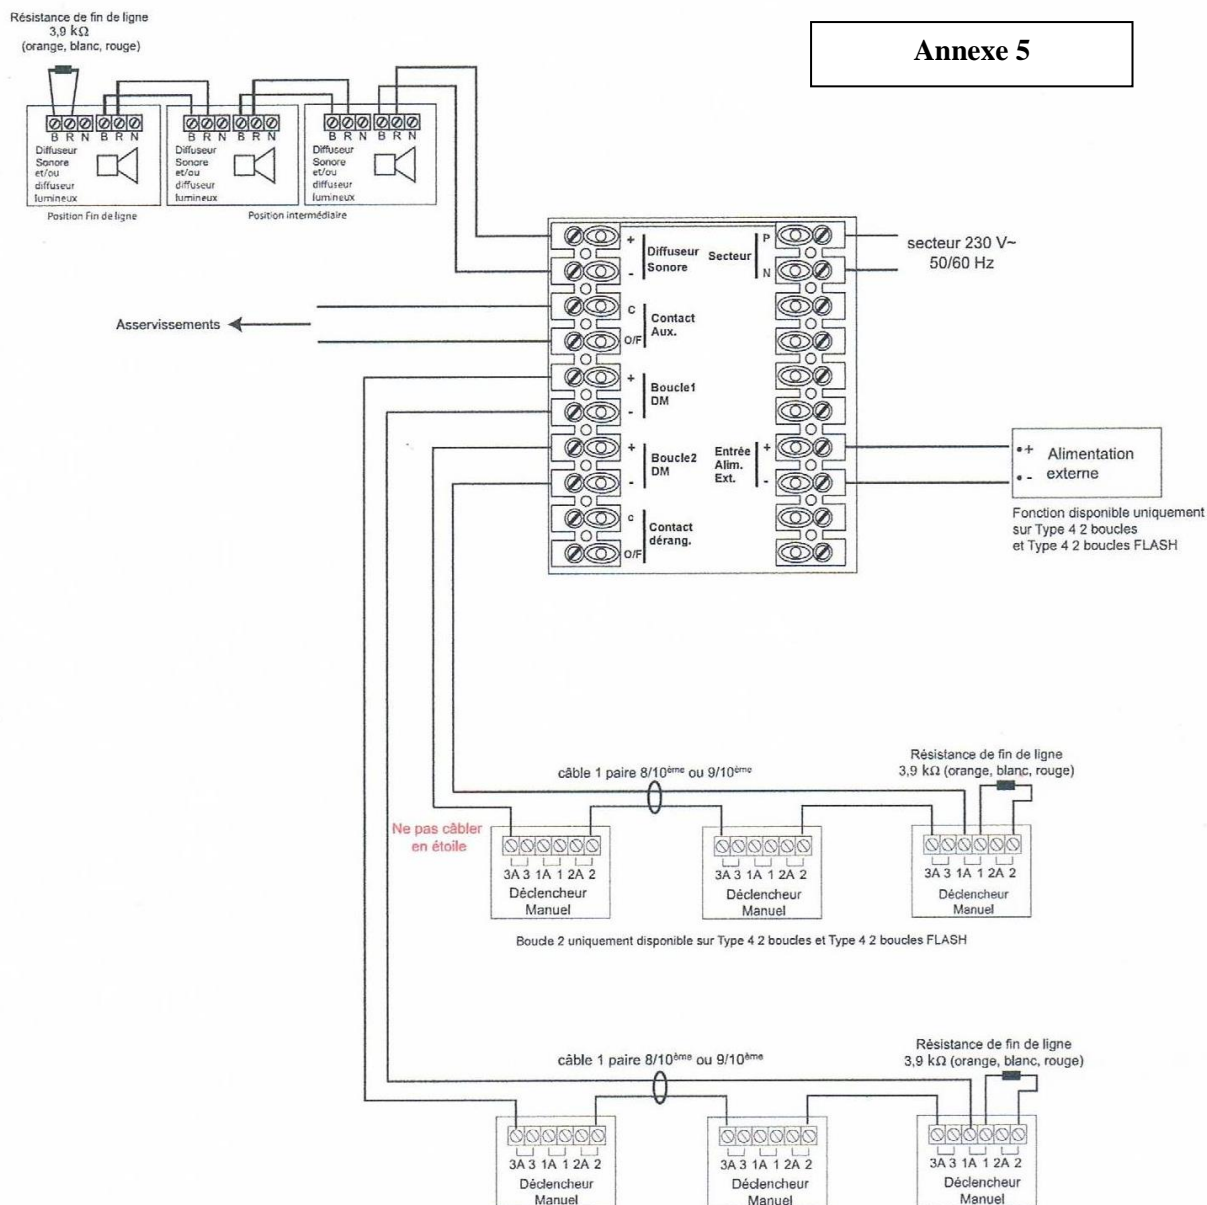 Résistance de fin de ligne
3,9 kΩ
(orange, blanc, rouge)
Annexe 5
B R N B R N
B R N B R N
B R N B R N
Diffuseur
Sonore
et/ou
diffuseur
lumineux
Diffuseur
Sonore
et/ou
diffuseur
lumineux
Diffuseur
Sonore
et/ou
diffuseur
lumineux
Position Fin de ligne
Position intermédiaire
+
-
Diffuseur
Sonore
Secteur
P
N
secteur 230 V~
50/60 Hz
Asservissements
C
O/F
Contact
Aux.
+
-
Boucle1
DM
+
-
Boucle2
DM
Entrée
Alim.
Ext.
+
-
+ Alimentation
- externe
Fonction disponible uniquement
sur Type 4 2 boucles
et Type 4 2 boucles FLASH
c
O/F
Contact
dérang.
câble 1 paire 8/10ème ou 9/10ème
Résistance de fin de ligne
3,9 kΩ (orange, blanc, rouge)
Ne pas câbler
en étoile
3A 3 1A 1 2A 2
Déclencheur
Manuel
3A 3 1A 1 2A 2
Déclencheur
Manuel
3A 3 1A 1 2A 2
Déclencheur
Manuel
Boucle 2 uniquement disponible sur Type 4 2 boucles et Type 4 2 boucles FLASH
câble 1 paire 8/10ème ou 9/10ème
Résistance de fin de ligne
3,9 kΩ (orange, blanc, rouge)
3A 3 1A 1 2A 2
Déclencheur
Manuel
3A 3 1A 1 2A 2
Déclencheur
Manuel
3A 3 1A 1 2A 2
Déclencheur
Manuel